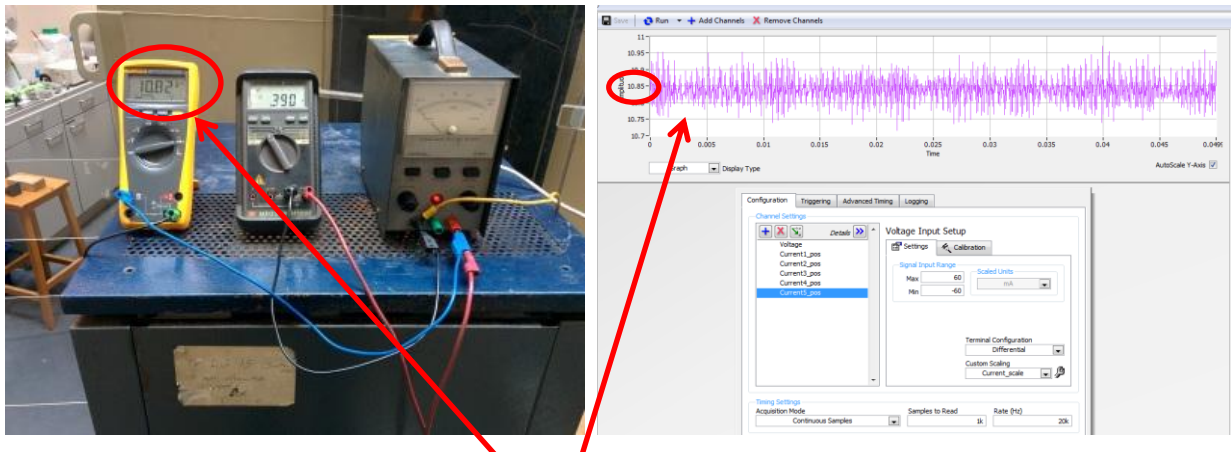 10.82
390
Save Run Add Channels Remove Channels
11
10.95
10.9
10.85
10.8
10.75
10.7
0 0.005 0.01 0.015 0.02 0.025 0.03 0.035 0.04 0.045 0.0499
Time
AutoScale Y-Axis
Graph Display Type
Configuration Triggering Advanced Timing Logging
Channel Settings
Details
Voltage
Current1_pos
Current2_pos
Current3_pos
Current4_pos
Current5_pos
Voltage Input Setup
Settings Calibration
Signal Input Range
Max 60
Min -60
Scaled Units
mA
Terminal Configuration
Differential
Custom Scaling
Current_scale
Timing Settings
Acquisition Mode Samples to Read Rate (Hz)
Continuous Samples 1k 20k